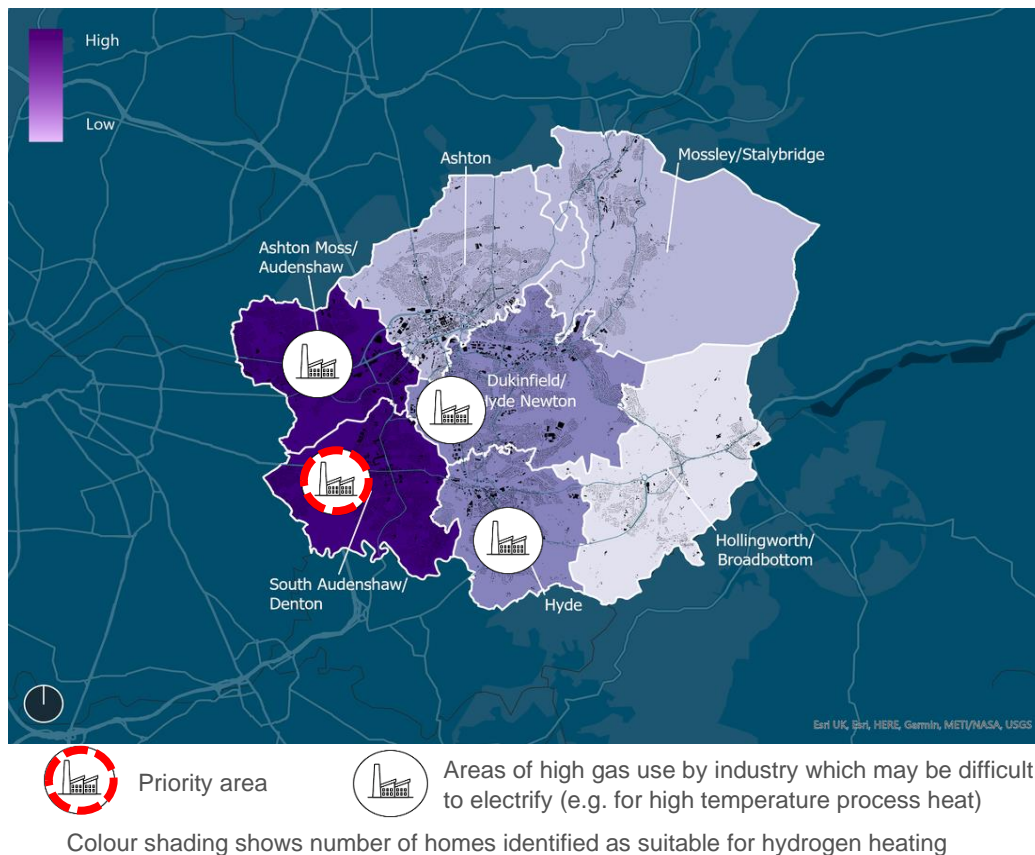 High
Low
Ashton
Mossley/Stalybridge
Ashton Moss/
Audenshaw
Dukinfield/
Hyde Newton
South Audenshaw/
Denton
Hyde
Hollingworth/
Broadbottom
Esri UK, Esri, HERE, Garmin, METI/NASA, USGS
Priority area
Areas of high gas use by industry which may be difficult
to electrify (e.g. for high temperature process heat)
Colour shading shows number of homes identified as suitable for hydrogen heating